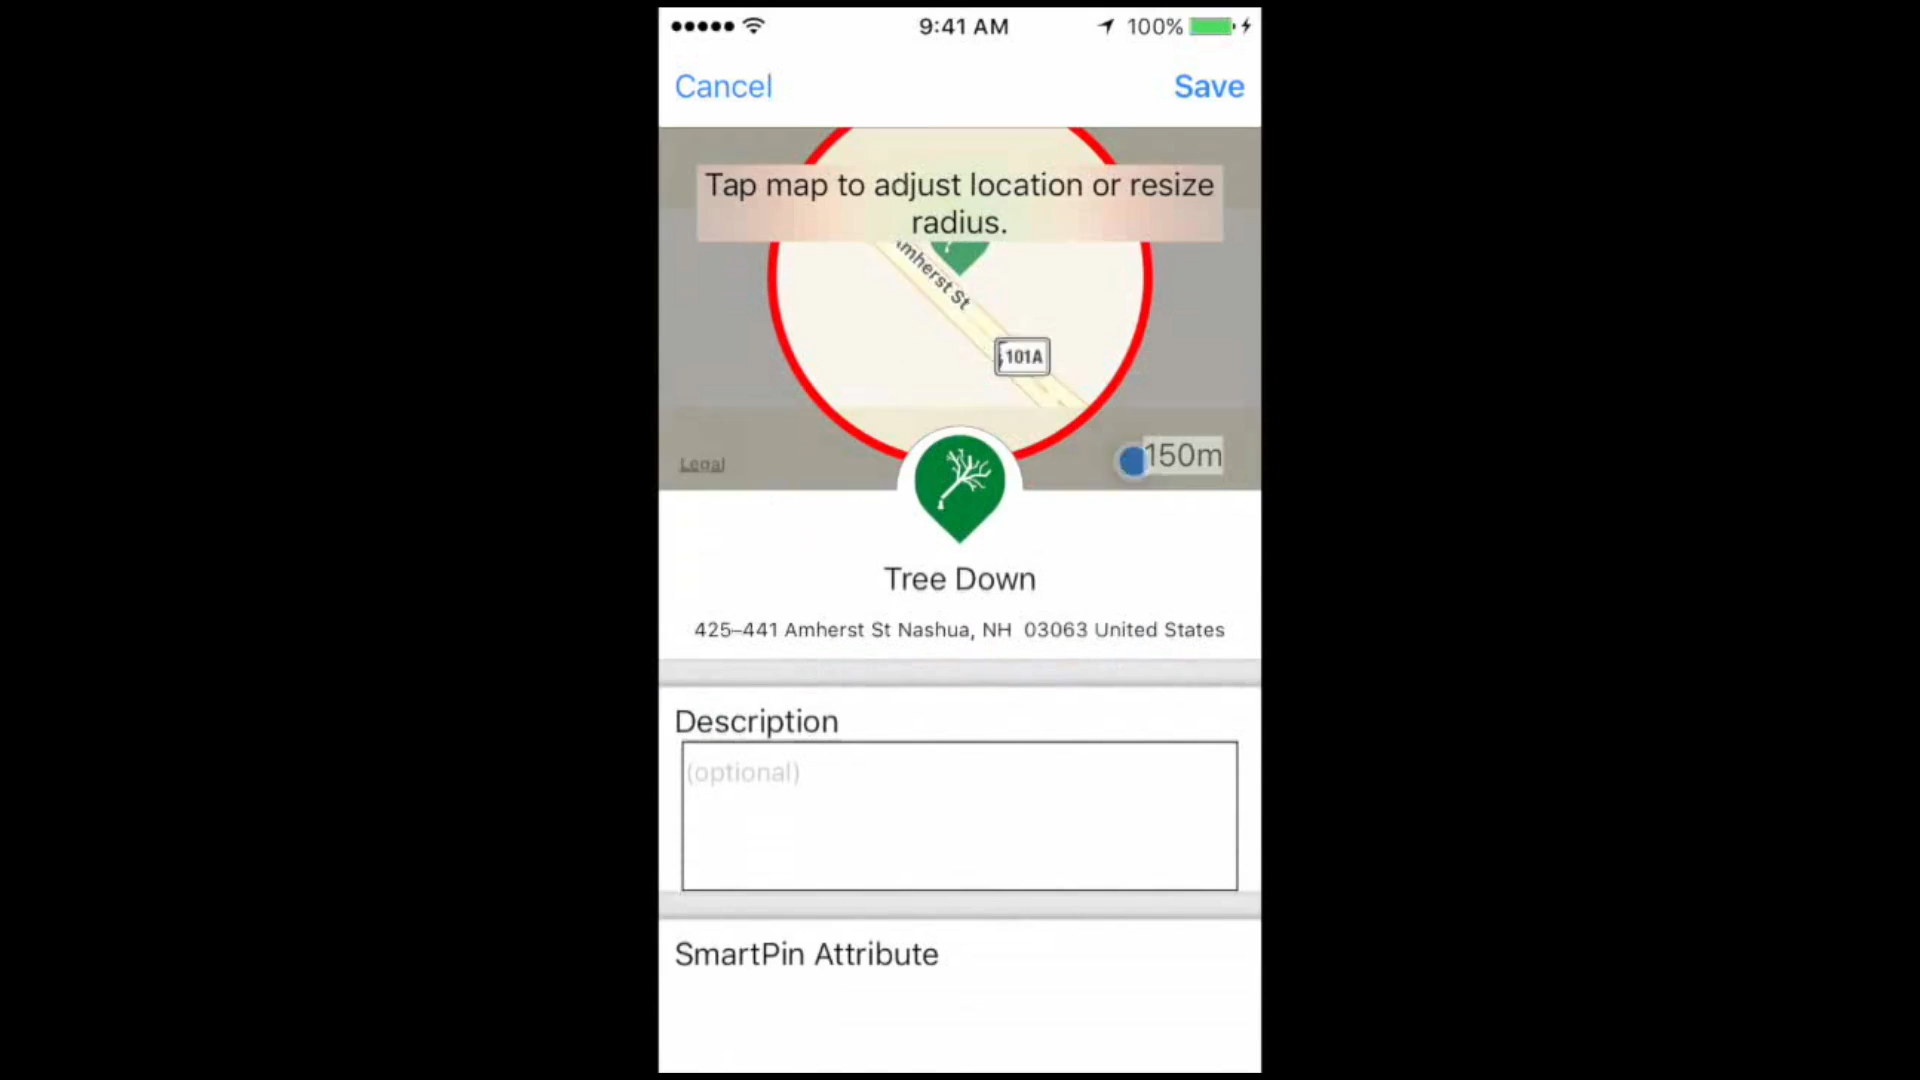 9:41 AM
100%
Cancel
Save
Tap map to adjust location or resize
radius.
Amherst St
101A
Legal
150m
Tree Down
425–441 Amherst St Nashua, NH  03063 United States
Description
(optional)
SmartPin Attribute